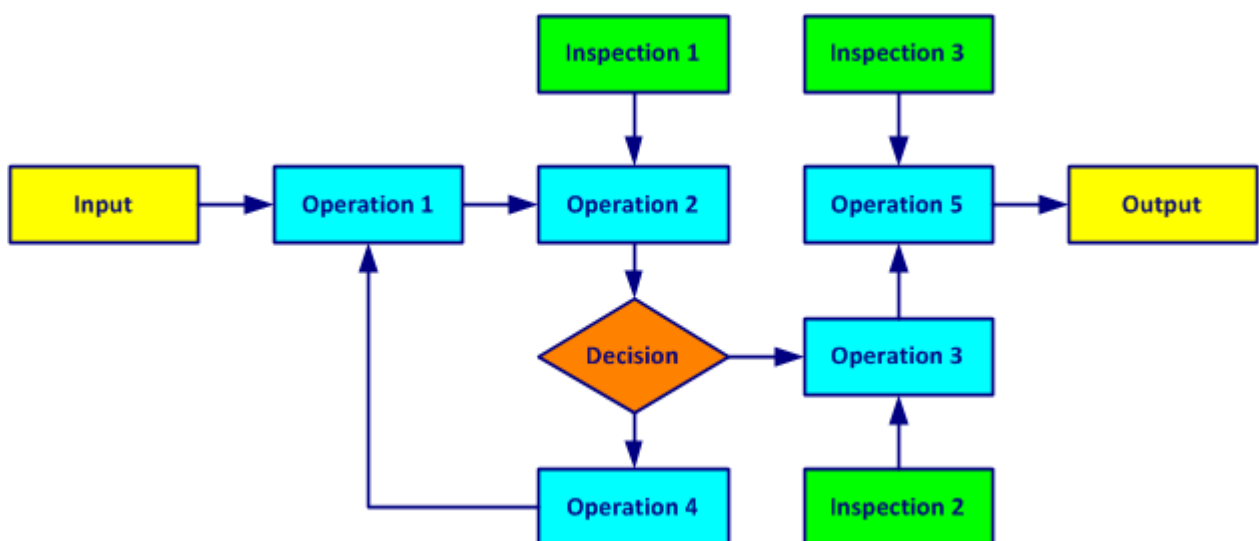 Inspection 1
Inspection 3
Input
Operation 1
Operation 2
Operation 5
Output
Decision
Operation 3
Operation 4
Inspection 2